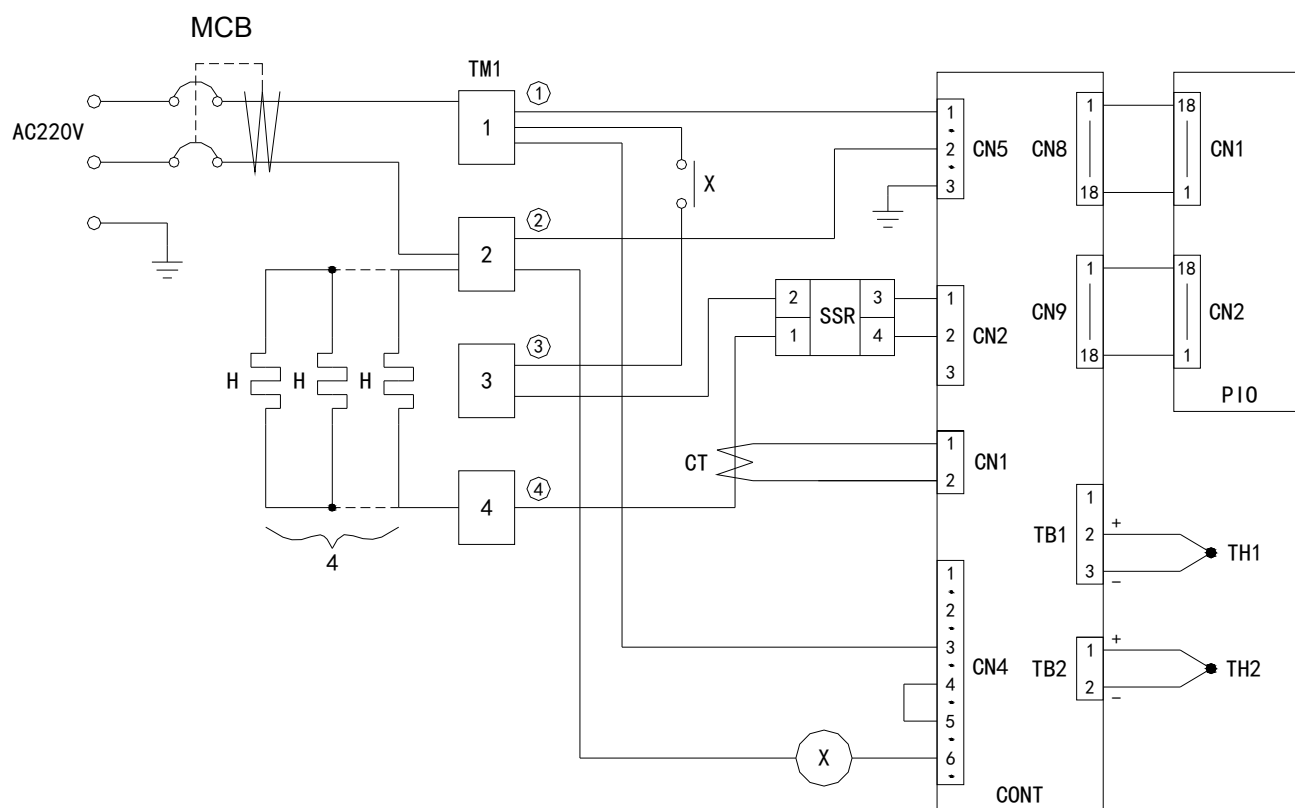 MCB
TM1
AC220V
1
①
2
②
3
③
4
④
X
H
H
H
4
2
3
1
4
SSR
CT
1
2
3
CN5
1
2
3
CN2
1
2
CN1
1
2
3
4
5
6
CN4
X
CONT
CN8
1
18
18
1
CN1
CN9
1
18
18
1
CN2
PIO
TB1
1
2
3
+
−
TH1
TB2
1
2
+
−
TH2